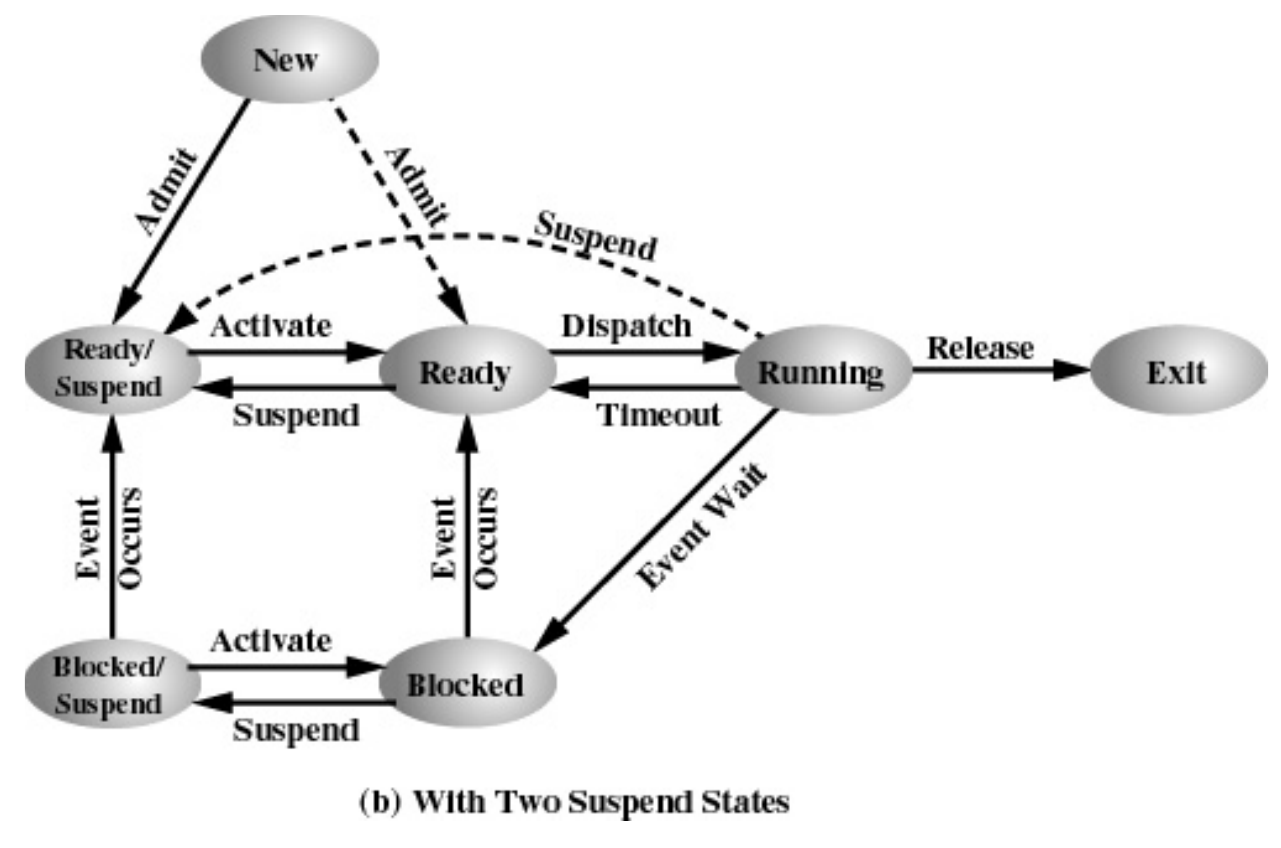 New
Admit
Admit
Suspend
Ready/
Suspend
Activate
Suspend
Ready
Dispatch
Timeout
Running
Release
Exit
Event
Occurs
Event
Occurs
Event Wait
Blocked/
Suspend
Activate
Suspend
Blocked
(b) With Two Suspend States